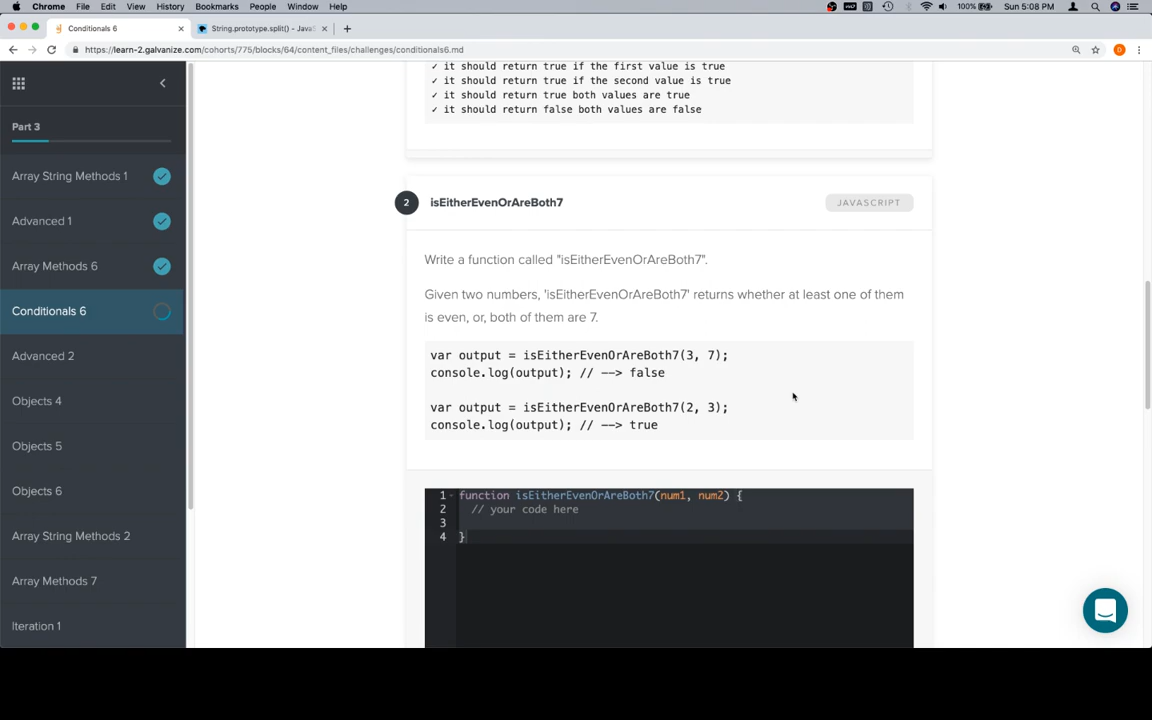 Chrome File Edit View History Bookmarks People Window Help 100% Sun 5:08 PM
Conditionals 6 × String.prototype.split() - JavaS × +
https://learn-2.galvanize.com/cohorts/775/blocks/64/content_files/challenges/conditionals6.md
Part 3
Array String Methods 1
Advanced 1
Array Methods 6
Conditionals 6
Advanced 2
Objects 4
Objects 5
Objects 6
Array String Methods 2
Array Methods 7
Iteration 1
✓ it should return true if the first value is true
✓ it should return true if the second value is true
✓ it should return true both values are true
✓ it should return false both values are false
2 isEitherEvenOrAreBoth7 JAVASCRIPT
Write a function called "isEitherEvenOrAreBoth7".
Given two numbers, 'isEitherEvenOrAreBoth7' returns whether at least one of them
is even, or, both of them are 7.
var output = isEitherEvenOrAreBoth7(3, 7);
console.log(output); // --> false
var output = isEitherEvenOrAreBoth7(2, 3);
console.log(output); // --> true
1 function isEitherEvenOrAreBoth7(num1, num2) {
2 // your code here
3
4 }